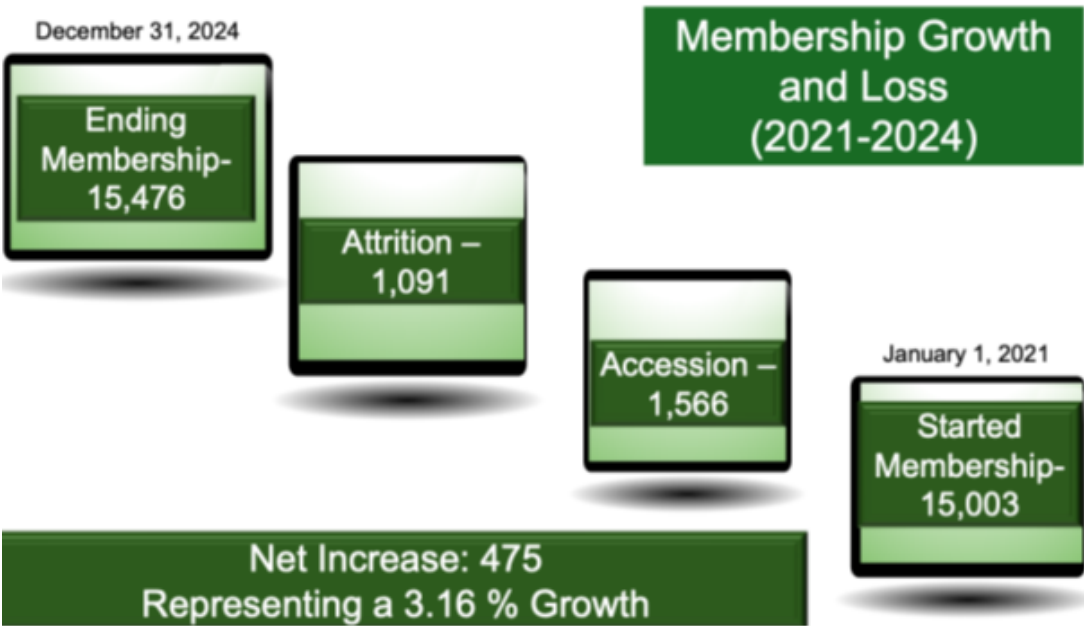 December 31, 2024
Ending
Membership-
15,476
Membership Growth
and Loss
(2021-2024)
Attrition –
1,091
Accession –
1,566
January 1, 2021
Started
Membership-
15,003
Net Increase: 475
Representing a 3.16 % Growth